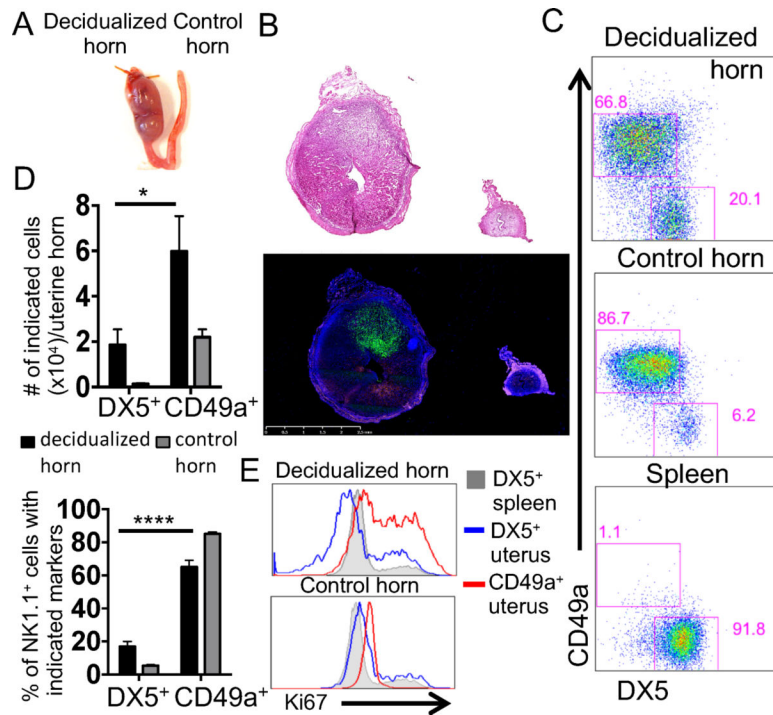 A
Decidualized Control
horn horn
B
C
Decidualized
horn
66.8
20.1
Control horn
86.7
6.2
Spleen
1.1
91.8
CD49a
DX5
D
# of indicated cells
(x10⁴)/uterine horn
8
6
4
2
0
*
DX5⁺ CD49a⁺
decidualized control
horn horn
% of NK1.1⁺ cells with
indicated markers
100
80
60
40
20
0
****
DX5⁺ CD49a⁺
E
Decidualized horn
Control horn
Ki67
DX5⁺
spleen
DX5⁺
uterus
CD49a⁺
uterus